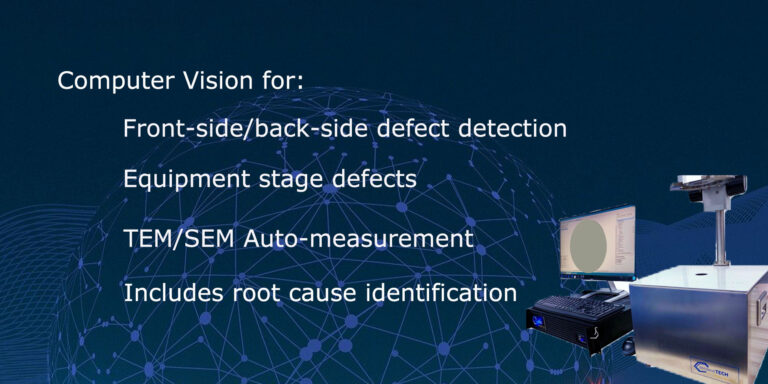 Computer Vision for:
Front-side/back-side defect detection
Equipment stage defects
TEM/SEM Auto-measurement
Includes root cause identification